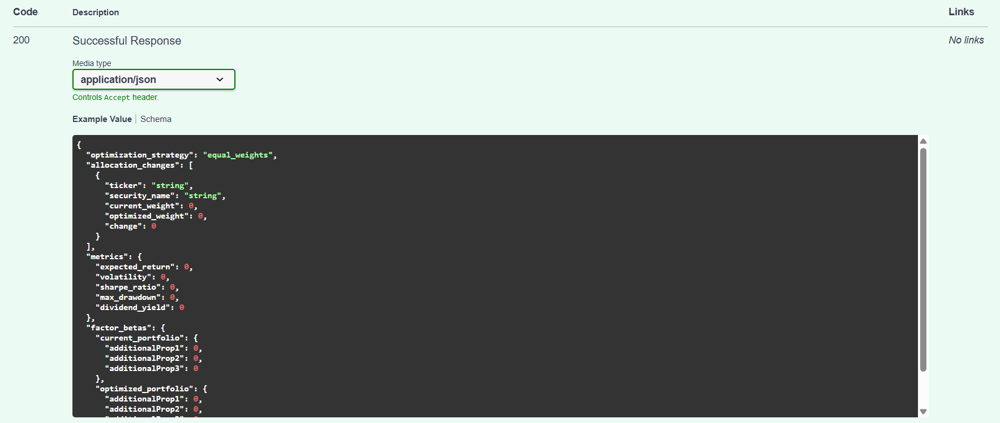 Code Description Links
200 Successful Response No links
Media type
application/json
Controls Accept header.
Example Value | Schema
{
  "optimization_strategy": "equal_weights",
  "allocation_changes": [
    {
      "ticker": "string",
      "security_name": "string",
      "current_weight": 0,
      "optimized_weight": 0,
      "change": 0
    }
  ],
  "metrics": {
    "expected_return": 0,
    "volatility": 0,
    "sharpe_ratio": 0,
    "max_drawdown": 0,
    "dividend_yield": 0
  },
  "factor_betas": {
    "current_portfolio": {
      "additionalProp1": 0,
      "additionalProp2": 0,
      "additionalProp3": 0
    },
    "optimized_portfolio": {
      "additionalProp1": 0,
      "additionalProp2": 0,